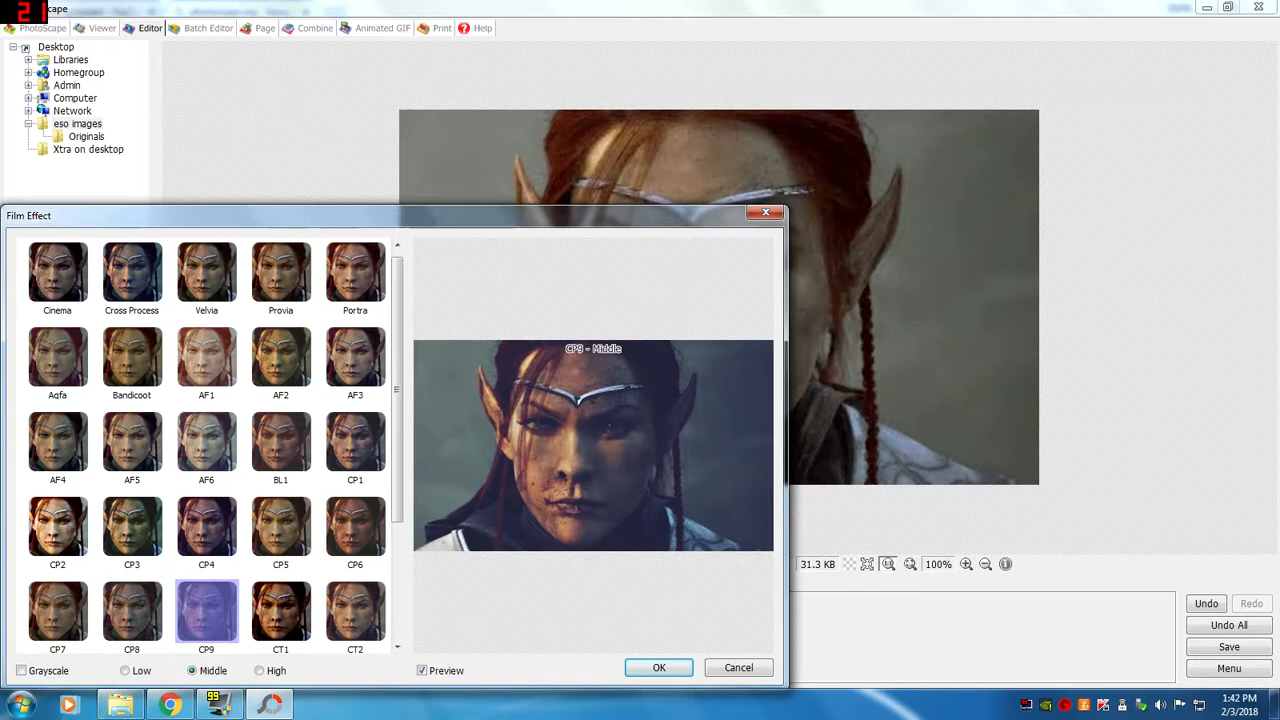 21
scape
PhotoScape Viewer Editor Batch Editor Page Combine Animated GIF Print Help
Desktop
Libraries
Homegroup
Admin
Computer
Network
eso images
Originals
Xtra on desktop
Film Effect
Cinema Cross Process Velvia Provia Portra
Agfa Bandicoot AF1 AF2 AF3
AF4 AF5 AF6 BL1 CP1
CP2 CP3 CP4 CP5 CP6
CP7 CP8 CP9 CT1 CT2
CP9 - Middle
Grayscale Low Middle High Preview OK Cancel
31.3 KB 100%
Undo Redo
Undo All
Save
Menu
99
1:42 PM
2/3/2018